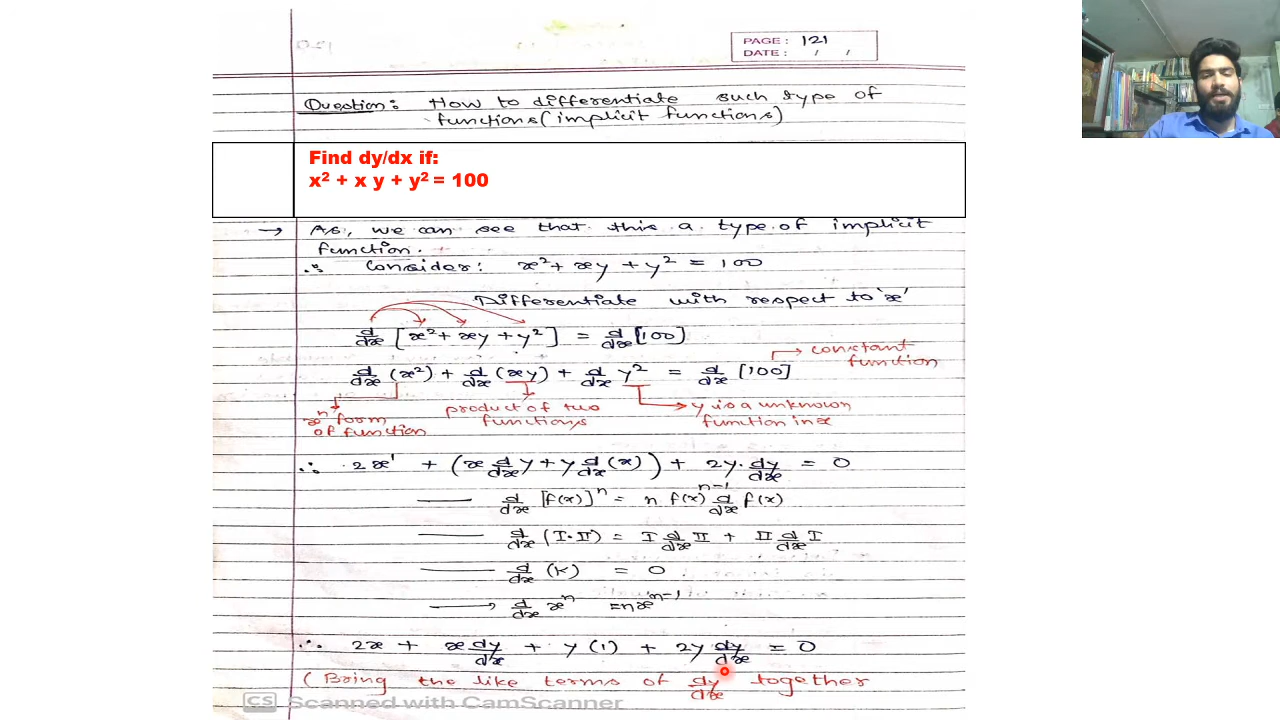 PAGE: 121
DATE: / /
Question: How to differentiate such type of
functions (implicit functions)
Find dy/dx if:
x² + x y + y² = 100
→ As, we can see that this a type of implicit
function.
∴ Consider: x² + xy + y² = 100
Differentiate with respect to 'x'
d/dx [x² + xy + y²] = d/dx [100]
→ constant
function
d/dx (x²) + d/dx (xy) + d/dx y² = d/dx [100]
xⁿ form
of function
product of two
functions
→ y is a unknown
function in x
∴ 2x¹ + (x d/dx y + y d/dx (x)) + 2y. dy/dx = 0
— d/dx [f(x)]ⁿ = n f(x)ⁿ⁻¹ d/dx f(x)
— d/dx (I.II) = I d/dx II + II d/dx I
— d/dx (K) = 0
→ d/dx xⁿ = nxⁿ⁻¹
∴ 2x + x dy/dx + y (1) + 2y dy/dx = 0
(Bring the like terms of dy/dx together
CS Scanned with CamScanner